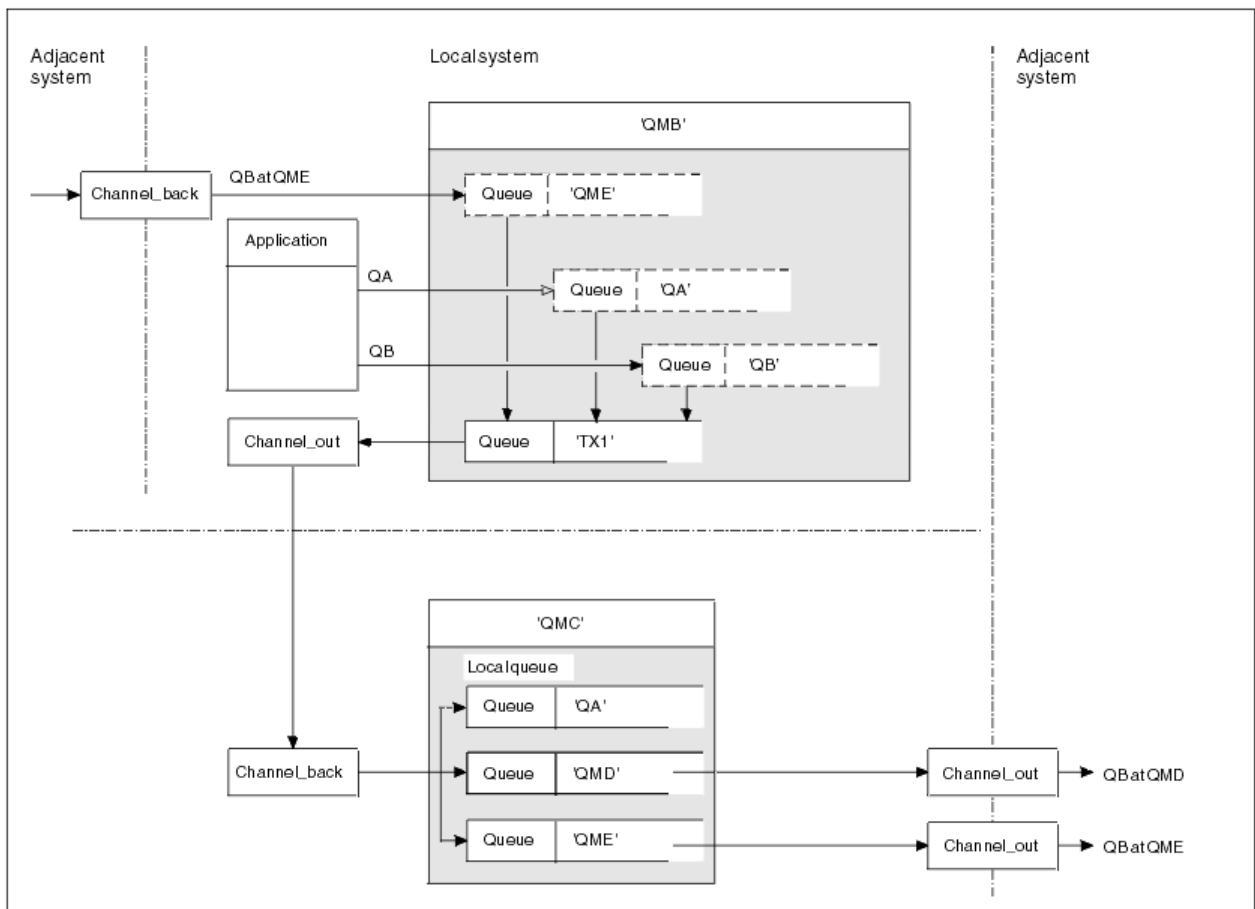 Adjacent
system
Localsystem
Adjacent
system
'QMB'
Channel_back
QBatQME
Queue
'QME'
Application
QA
Queue
'QA'
QB
Queue
'QB'
Channel_out
Queue
'TX1'
'QMC'
Localqueue
Queue
'QA'
Channel_back
Queue
'QMD'
Channel_out
QBatQMD
Queue
'QME'
Channel_out
QBatQME